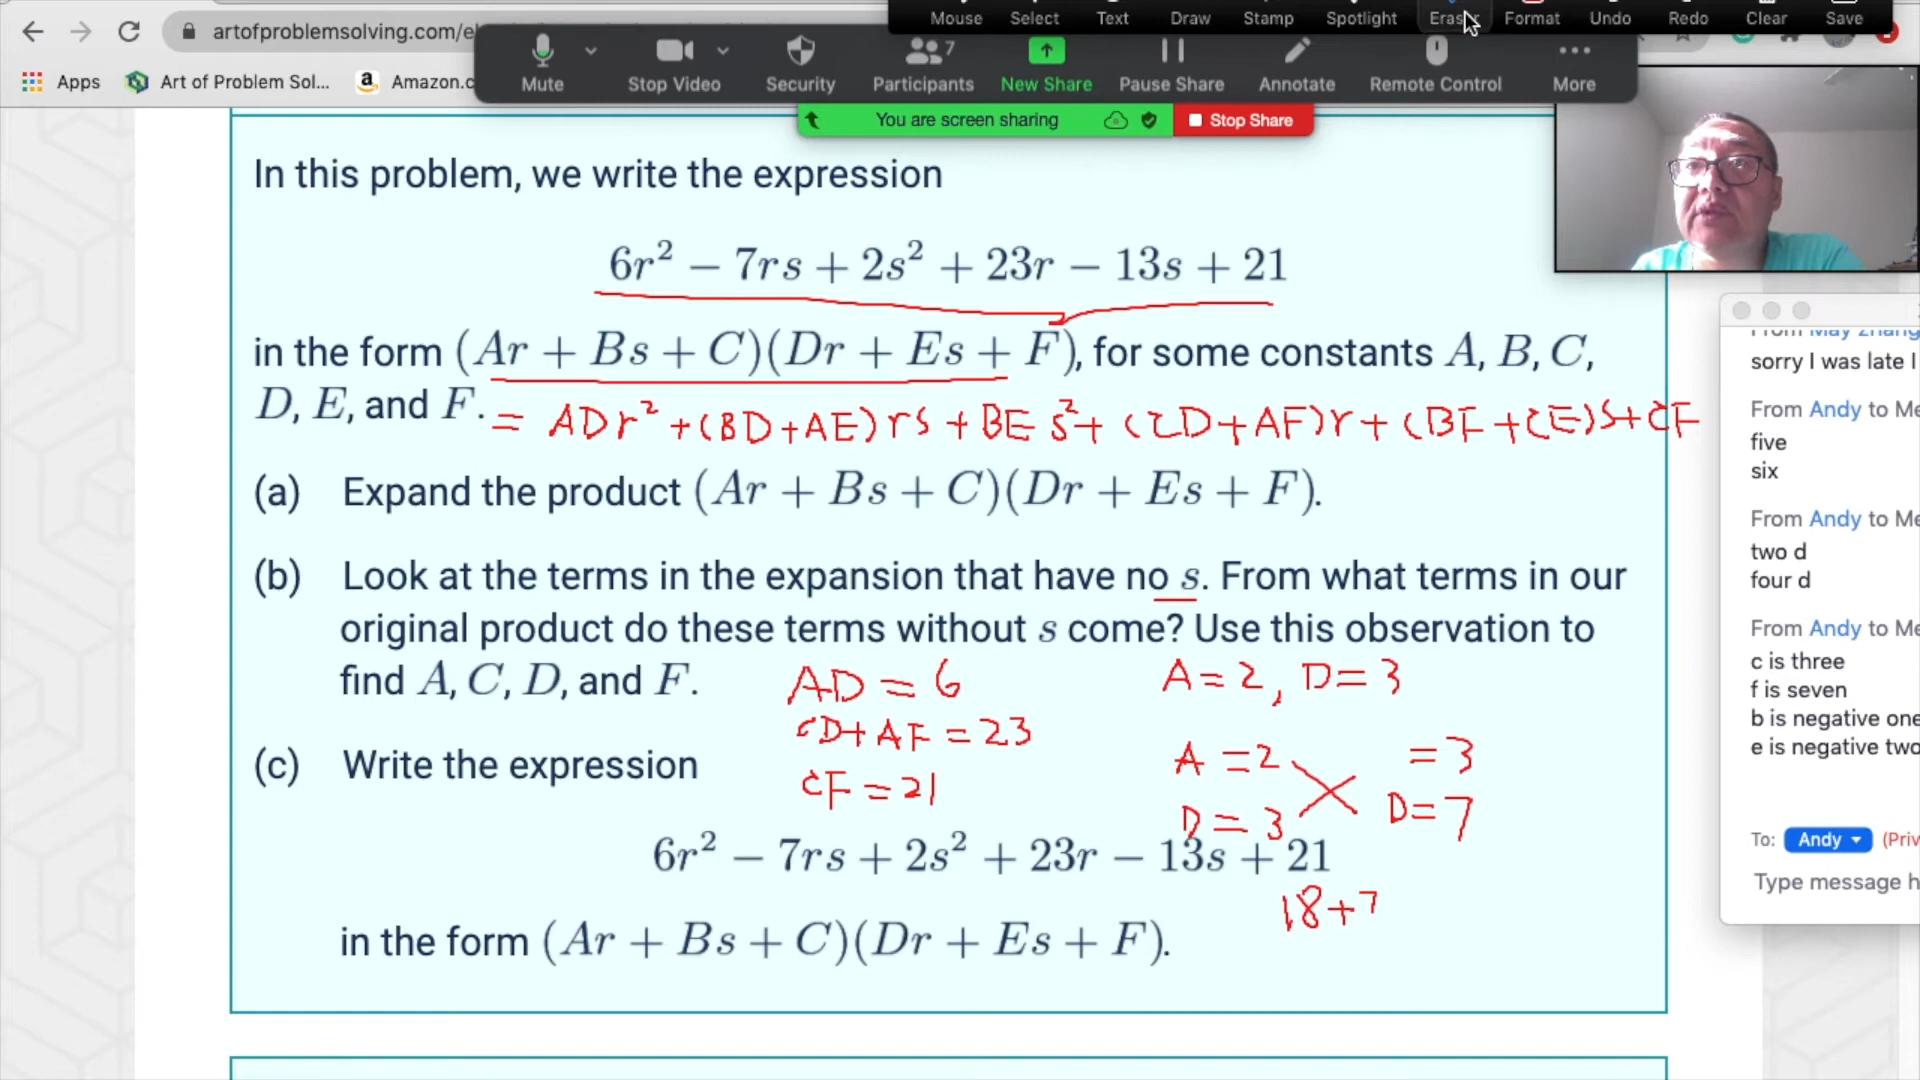 Mouse Select Text Draw Stamp Spotlight Format Undo Redo Clear Save
artofproblemsolving.com/e
Mute Stop Video Security 7 Participants New Share Pause Share Annotate Remote Control More
Apps Art of Problem Sol... Amazon.c
You are screen sharing Stop Share
In this problem, we write the expression
6r² − 7rs + 2s² + 23r − 13s + 21
in the form (Ar + Bs + C)(Dr + Es + F), for some constants A, B, C,
D, E, and F.
= ADr² + (BD+AE)rs + BE s² + (CD+AF)r + (BF+CE)s + CF
(a) Expand the product (Ar + Bs + C)(Dr + Es + F).
(b) Look at the terms in the expansion that have no s. From what terms in our
original product do these terms without s come? Use this observation to
find A, C, D, and F.
AD = 6
A = 2, D = 3
CD+AF = 23
A = 2 = 3
CF = 21
D = 3 D = 7
(c) Write the expression
6r² − 7rs + 2s² + 23r − 13s + 21
18+7
in the form (Ar + Bs + C)(Dr + Es + F).
From May Zhang
sorry I was late I
From Andy to Me
five
six
From Andy to Me
two d
four d
From Andy to Me
c is three
f is seven
b is negative one
e is negative two
To: Andy (Priv
Type message h